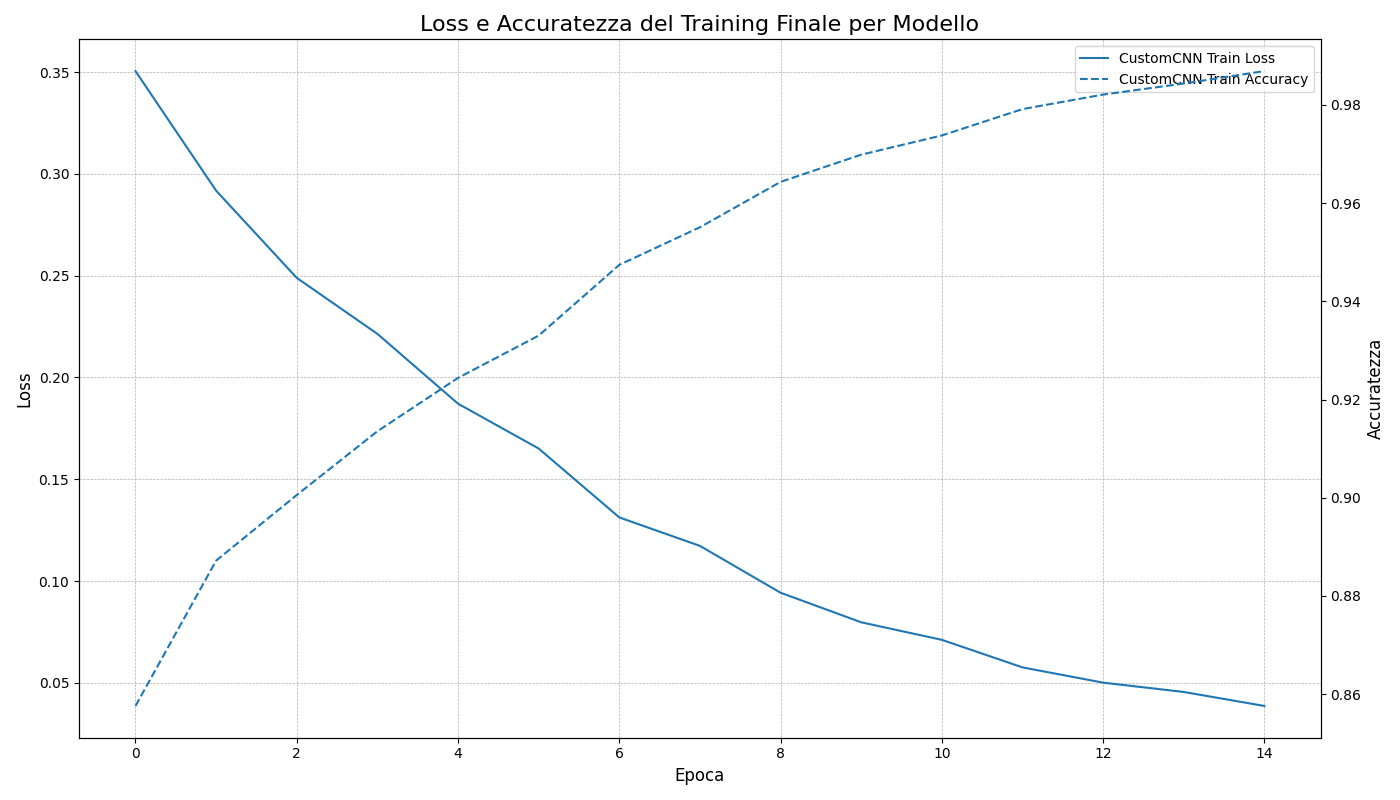 Loss e Accuratezza del Training Finale per Modello
CustomCNN Train Loss
CustomCNN Train Accuracy
0.35
0.30
0.25
0.20
0.15
0.10
0.05
Loss
0.98
0.96
0.94
0.92
0.90
0.88
0.86
Accuratezza
0 2 4 6 8 10 12 14
Epoca